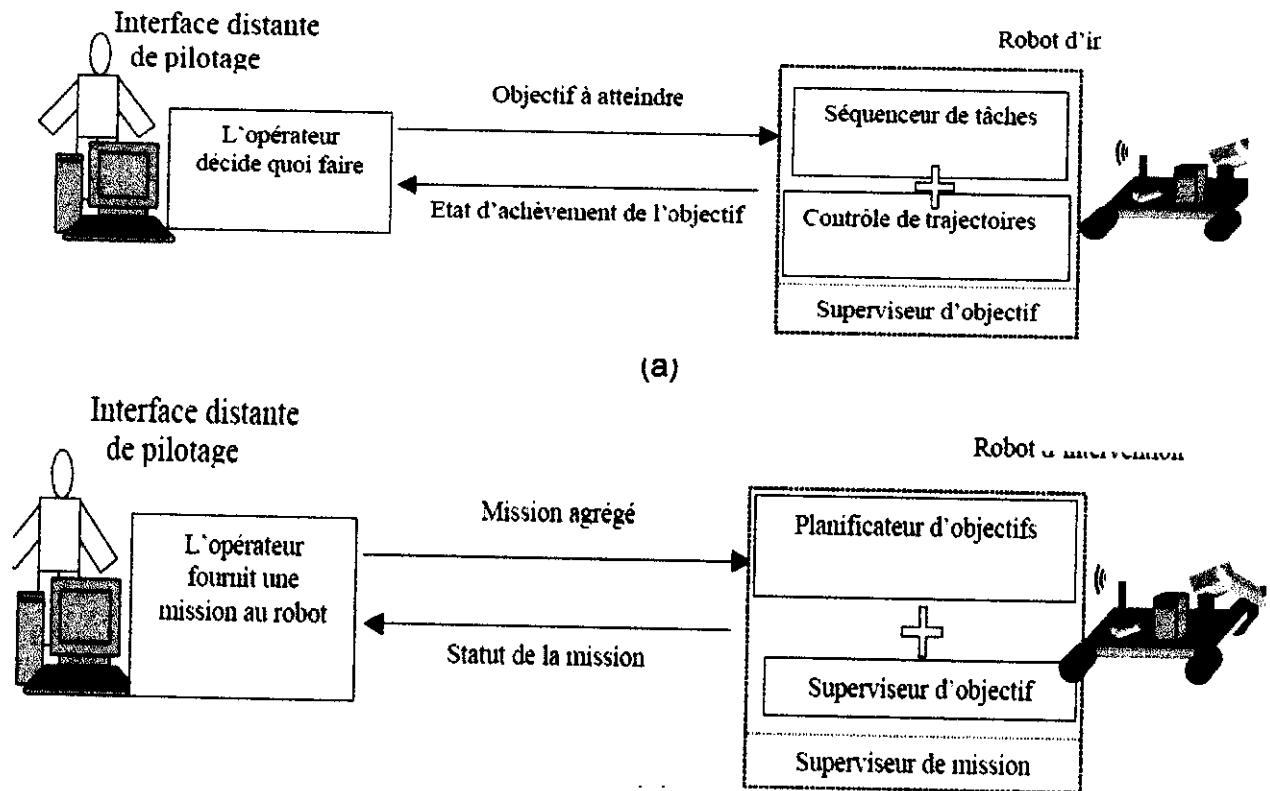 Interface distante
de pilotage
Robot d'ir
Objectif à atteindre
L`opérateur
décide quoi faire
Séquenceur de tâches
Etat d'achèvement de l'objectif
Contrôle de trajectoires
Superviseur d'objectif
(a)
Interface distante
de pilotage
Robot
Mission agrégé
L`opérateur
fournit une
mission au robot
Planificateur d'objectifs
Statut de la mission
Superviseur d'objectif
Superviseur de mission